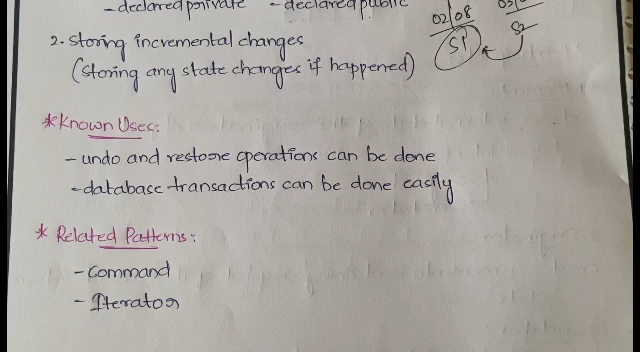 - declared private - declared public
02/08
S1
S2
2. Storing incremental changes
(Storing any state changes if happened)
* Known Uses:
- undo and restore operations can be done
- database transactions can be done easily
* Related Patterns:
- Command
- Iterator